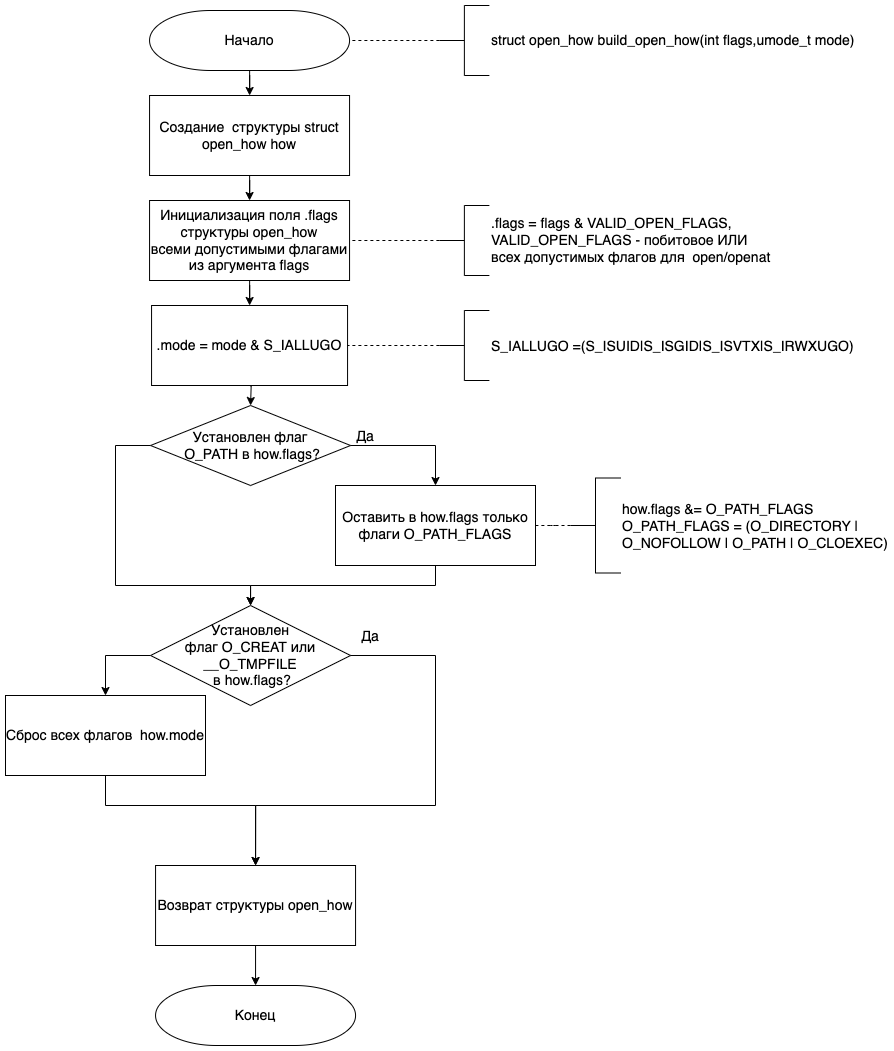 Начало
struct open_how build_open_how(int flags,umode_t mode)
Создание структуры struct
open_how how
Инициализация поля .flags
структуры open_how
всеми допустимыми флагами
из аргумента flags
.flags = flags & VALID_OPEN_FLAGS,
VALID_OPEN_FLAGS - побитовое ИЛИ
всех допустимых флагов для open/openat
.mode = mode & S_IALLUGO
S_IALLUGO =(S_ISUID|S_ISGID|S_ISVTX|S_IRWXUGO)
Установлен флаг
O_PATH в how.flags?
Да
Оставить в how.flags только
флаги O_PATH_FLAGS
how.flags &= O_PATH_FLAGS
O_PATH_FLAGS = (O_DIRECTORY |
O_NOFOLLOW | O_PATH | O_CLOEXEC)
Установлен
флаг O_CREAT или
__O_TMPFILE
в how.flags?
Да
Сброс всех флагов how.mode
Возврат структуры open_how
Конец